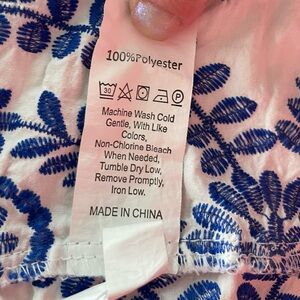 100%Polyester
30
P
Machine Wash Cold
Gentle, With Like
Colors,
Non-Chlorine Bleach
When Needed,
Tumble Dry Low,
Remove Promptly,
Iron Low.
MADE IN CHINA